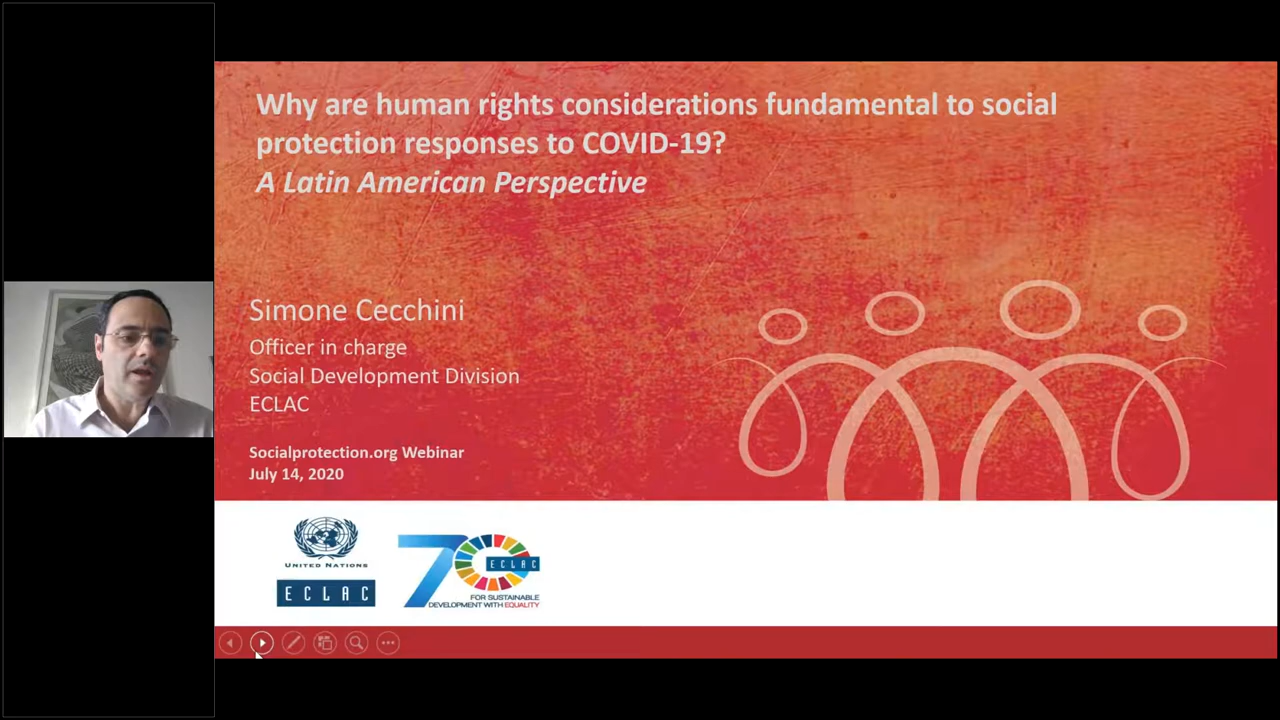 Why are human rights considerations fundamental to social
protection responses to COVID-19?
A Latin American Perspective
Simone Cecchini
Officer in charge
Social Development Division
ECLAC
Socialprotection.org Webinar
July 14, 2020
UNITED NATIONS
ECLAC
70
ECLAC
FOR SUSTAINABLE
DEVELOPMENT WITH EQUALITY